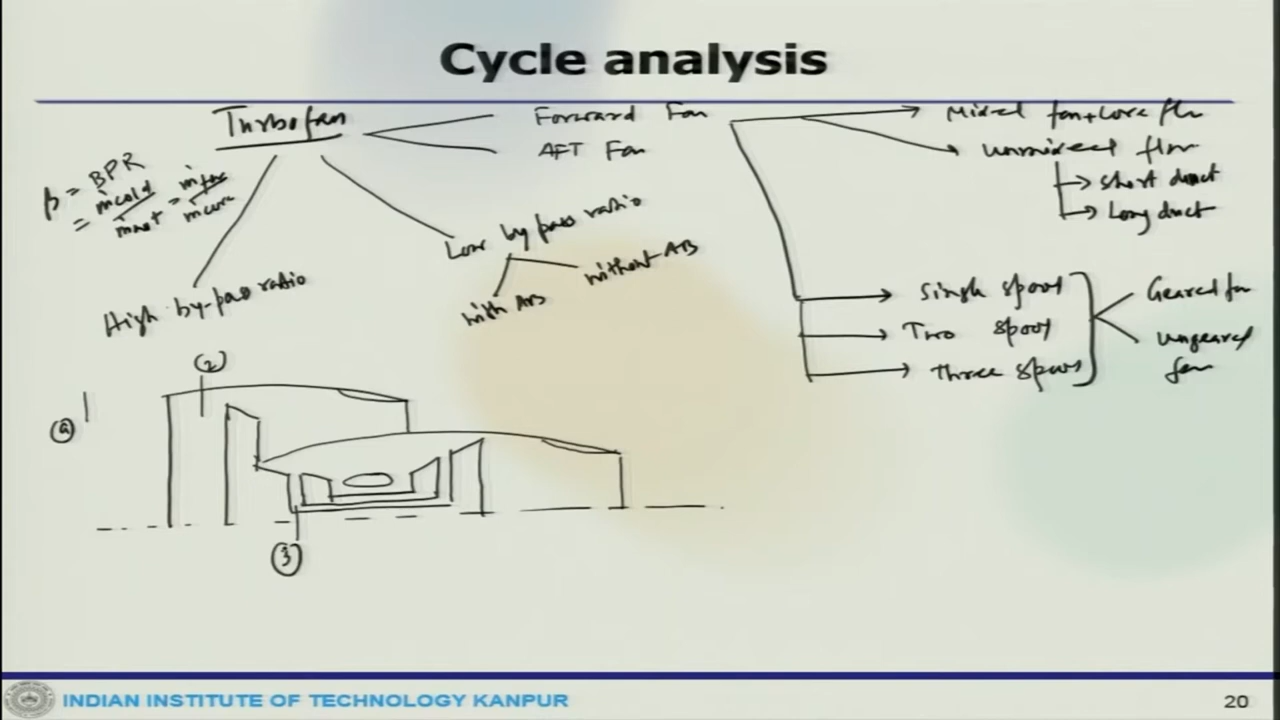 Cycle analysis
Turbofan
Forward Fan
AFT Fan
Mixed fan + core flow
unmixed flow
→ short duct
→ Long duct
β = BPR
= ṁcold / ṁhot = ṁfan / ṁcore
High by-pass ratio
Low by pass ratio
with AB
without AB
Single spool
Two spool
Three spools
Geared fan
ungeared
fan
(2)
(a)
(3)
INDIAN INSTITUTE OF TECHNOLOGY KANPUR
20